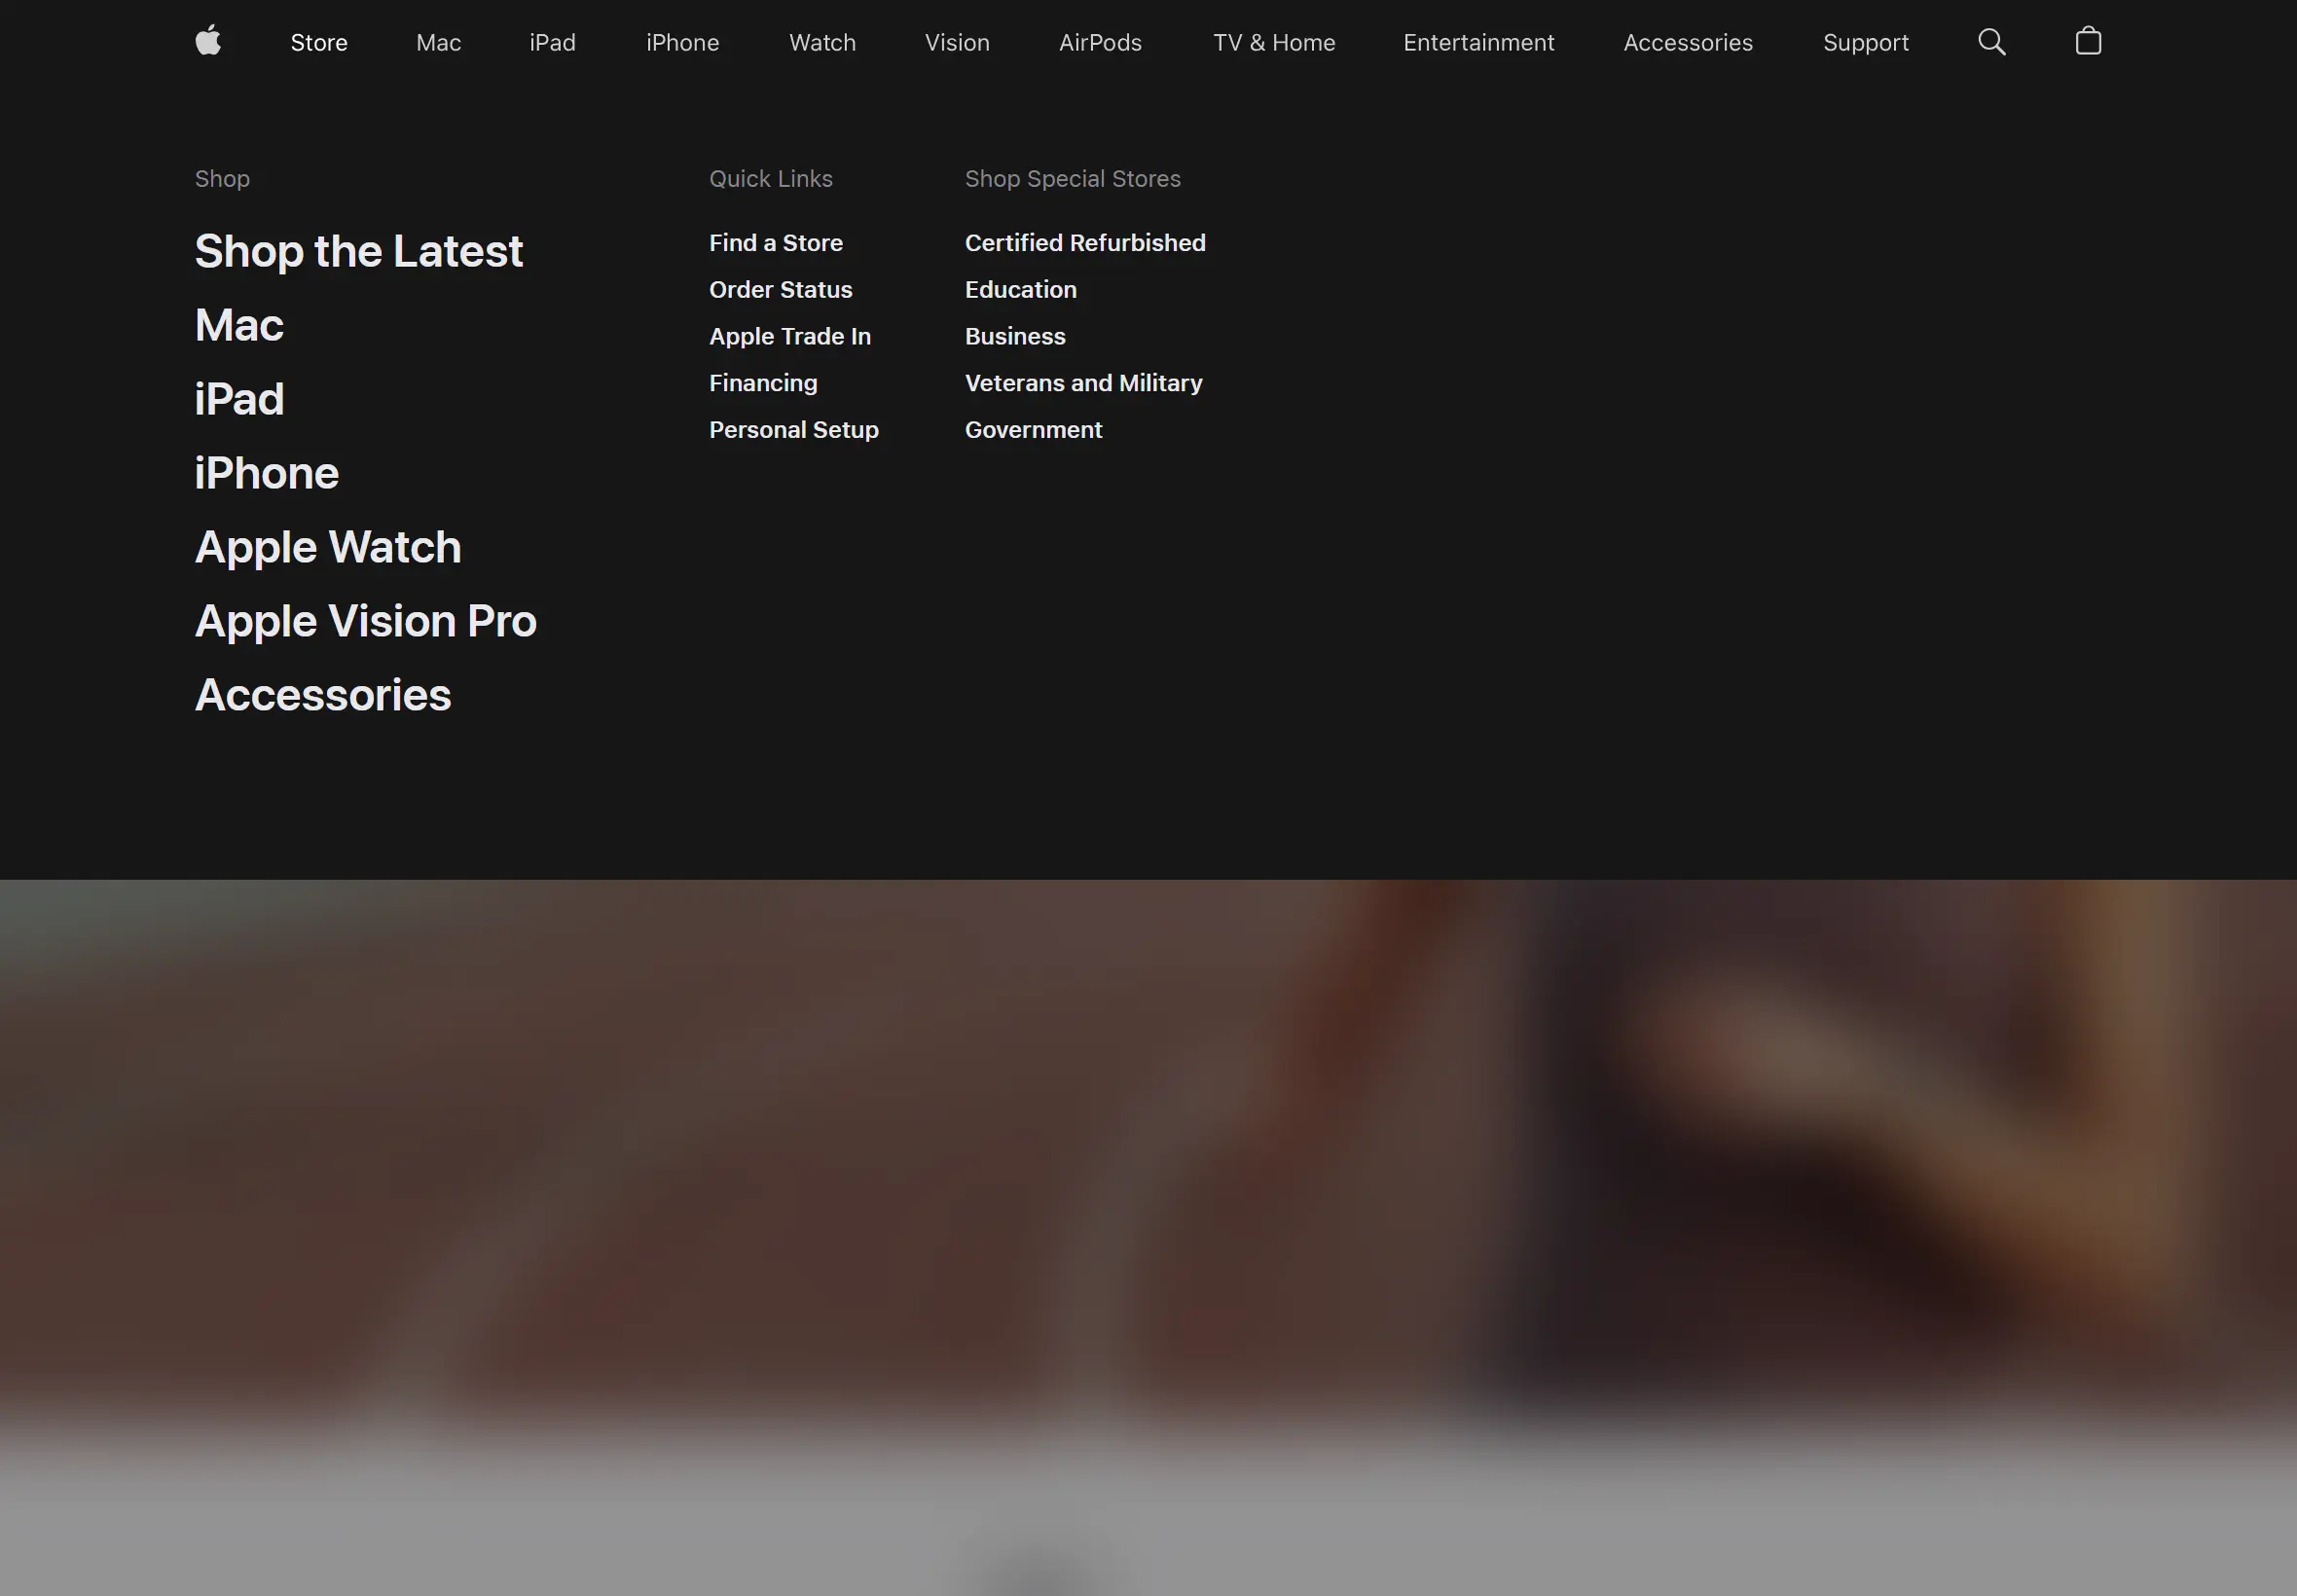 Store
Mac
iPad
iPhone
Watch
Vision
AirPods
TV & Home
Entertainment
Accessories
Support
Shop
Shop the Latest
Mac
iPad
iPhone
Apple Watch
Apple Vision Pro
Accessories
Quick Links
Find a Store
Order Status
Apple Trade In
Financing
Personal Setup
Shop Special Stores
Certified Refurbished
Education
Business
Veterans and Military
Government